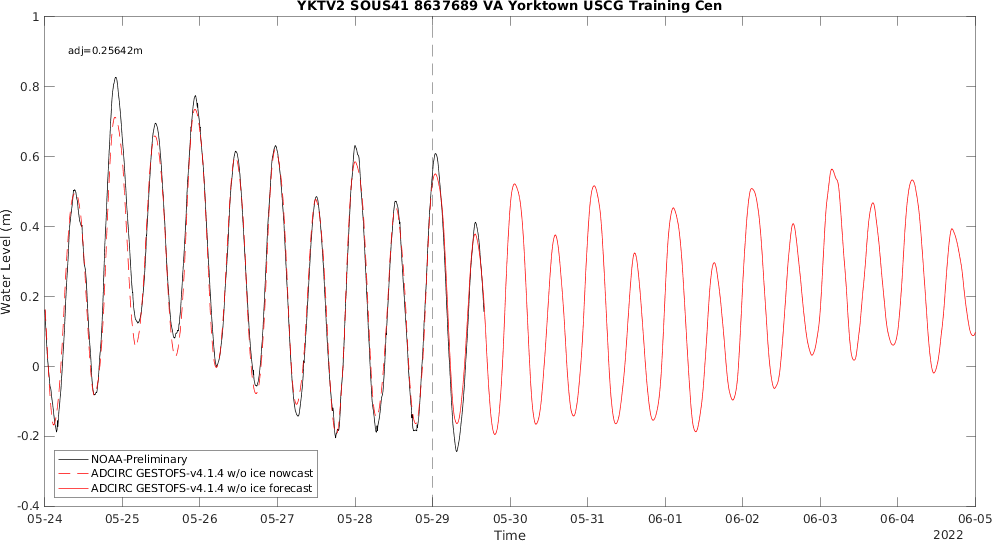 YKTV2 SOUS41 8637689 VA Yorktown USCG Training Cen
adj=0.25642m
Water Level (m)
1
0.8
0.6
0.4
0.2
0
-0.2
-0.4
NOAA-Preliminary
ADCIRC GESTOFS-v4.1.4 w/o ice nowcast
ADCIRC GESTOFS-v4.1.4 w/o ice forecast
05-24 05-25 05-26 05-27 05-28 05-29 05-30 05-31 06-01 06-02 06-03 06-04 06-05
Time
2022